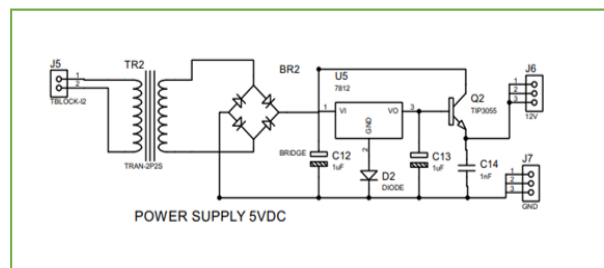 J5
1
2
TBLOCK-I2
TR2
TRAN-2P2S
BR2
BRIDGE
U5
7812
1
VI
VO
3
GND
2
C12
1uF
D2
DIODE
C13
1uF
Q2
TIP3055
C14
1nF
J6
1
2
3
12V
J7
1
2
3
GND
POWER SUPPLY 5VDC